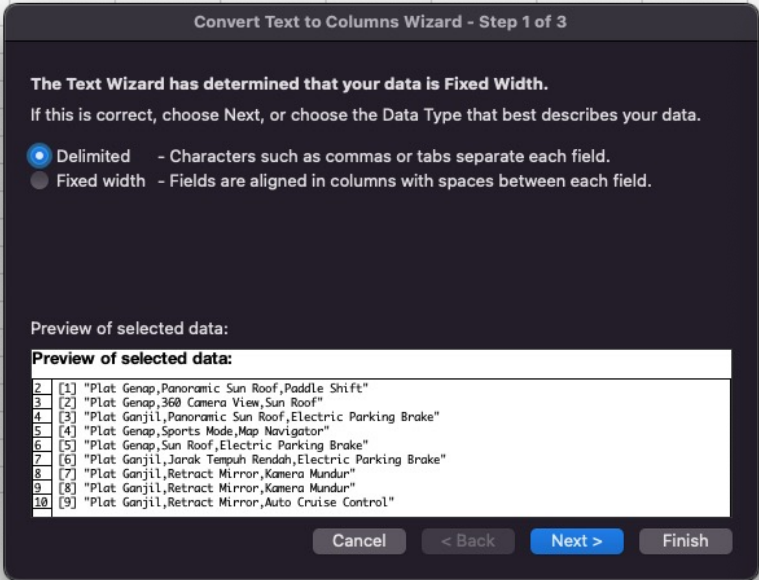 Convert Text to Columns Wizard - Step 1 of 3
The Text Wizard has determined that your data is Fixed Width.
If this is correct, choose Next, or choose the Data Type that best describes your data.
Delimited - Characters such as commas or tabs separate each field.
Fixed width - Fields are aligned in columns with spaces between each field.
Preview of selected data:
Preview of selected data:
2 [1] "Plat Genap,Panoramic Sun Roof,Paddle Shift"
3 [2] "Plat Genap,360 Camera View,Sun Roof"
4 [3] "Plat Ganjil,Panoramic Sun Roof,Electric Parking Brake"
5 [4] "Plat Genap,Sports Mode,Map Navigator"
6 [5] "Plat Genap,Sun Roof,Electric Parking Brake"
7 [6] "Plat Ganjil,Jarak Tempuh Rendah,Electric Parking Brake"
8 [7] "Plat Ganjil,Retract Mirror,Kamera Mundur"
9 [8] "Plat Ganjil,Retract Mirror,Kamera Mundur"
10 [9] "Plat Ganjil,Retract Mirror,Auto Cruise Control"
Cancel < Back Next > Finish